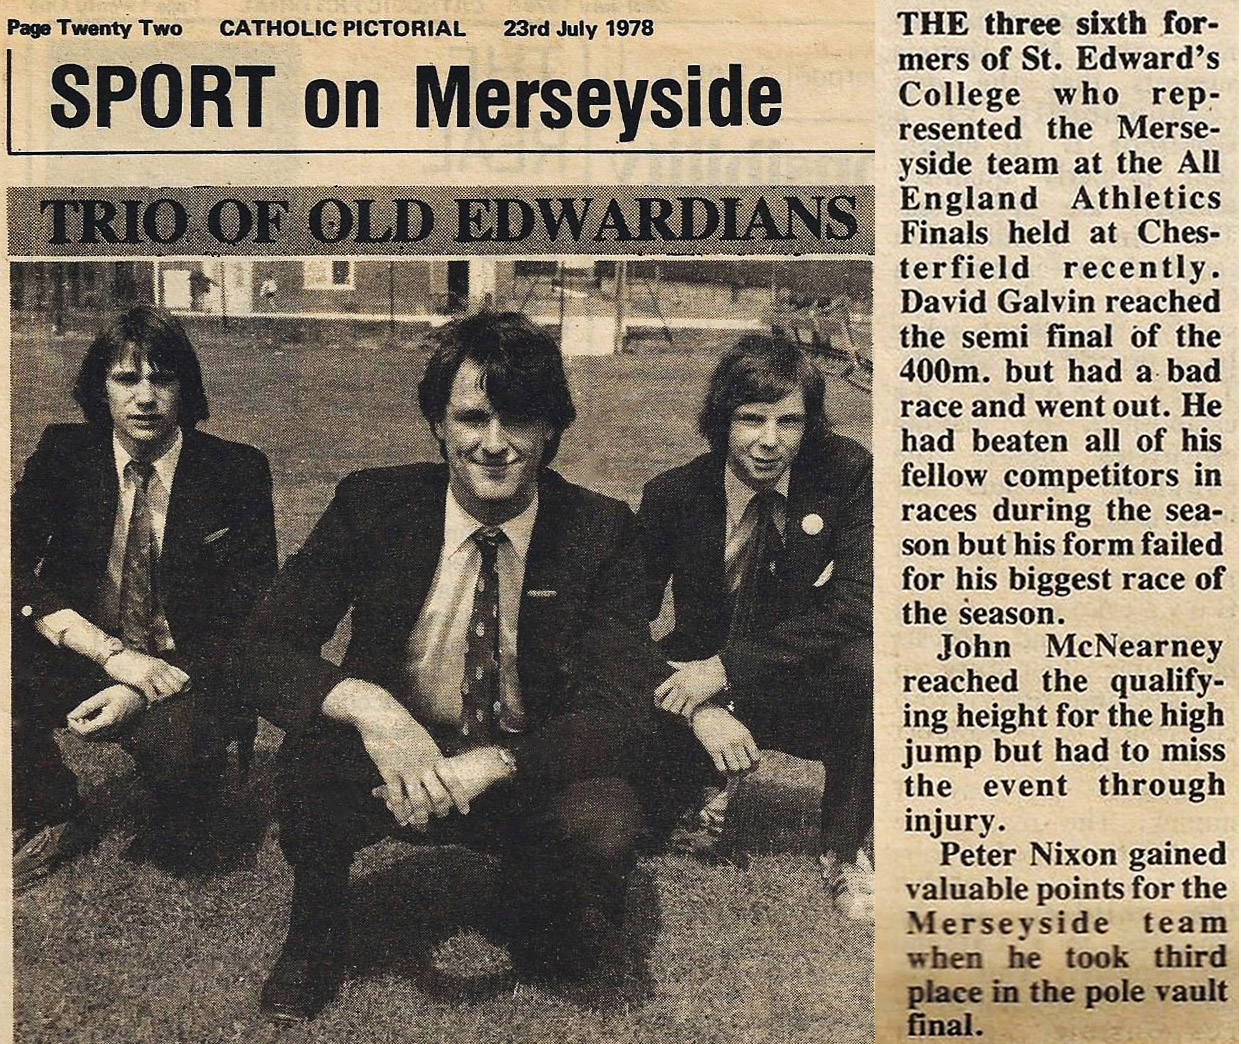 Page Twenty Two CATHOLIC PICTORIAL 23rd July 1978
SPORT on Merseyside
TRIO OF OLD EDWARDIANS
THE three sixth for-
mers of St. Edward's
College who rep-
resented the Merse-
yside team at the All
England Athletics
Finals held at Ches-
terfield recently.
David Galvin reached
the semi final of the
400m. but had a bad
race and went out. He
had beaten all of his
fellow competitors in
races during the sea-
son but his form failed
for his biggest race of
the season.
John McNearney
reached the qualify-
ing height for the high
jump but had to miss
the event through
injury.
Peter Nixon gained
valuable points for the
Merseyside team
when he took third
place in the pole vault
final.